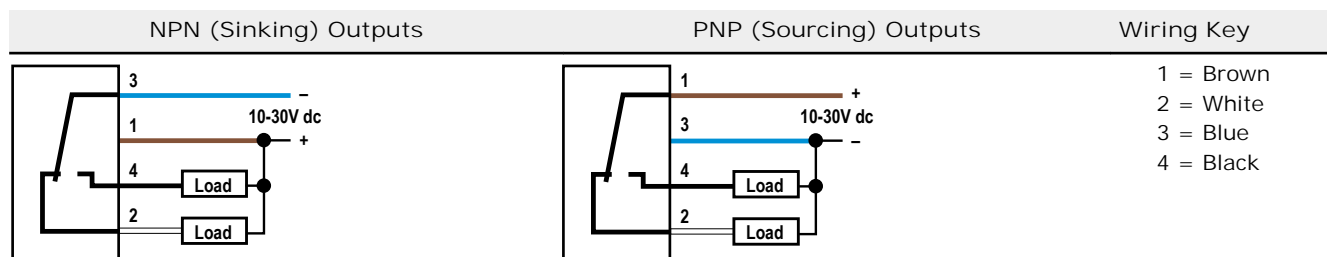 NPN (Sinking) Outputs
PNP (Sourcing) Outputs
Wiring Key
3
–
10-30V dc
1
+
4
Load
2
Load
1
+
10-30V dc
3
–
4
Load
2
Load
1 = Brown
2 = White
3 = Blue
4 = Black